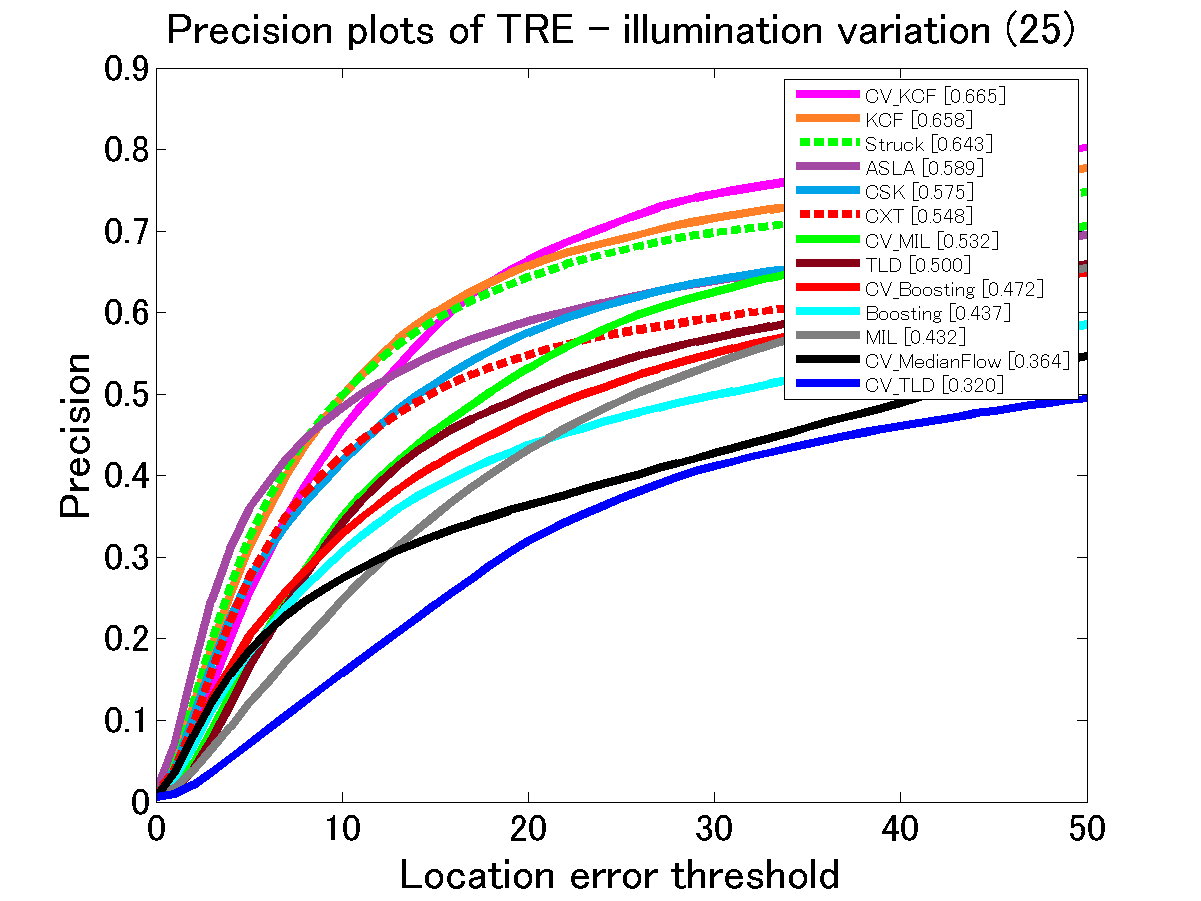 Precision plots of TRE - illumination variation (25)
0.9
0.8
0.7
0.6
0.5
0.4
0.3
0.2
0.1
0
Precision
CV_KCF [0.665]
KCF [0.658]
Struck [0.643]
ASLA [0.589]
CSK [0.575]
CXT [0.548]
CV_MIL [0.532]
TLD [0.500]
CV_Boosting [0.472]
Boosting [0.437]
MIL [0.432]
CV_MedianFlow [0.364]
CV_TLD [0.320]
0 10 20 30 40 50
Location error threshold